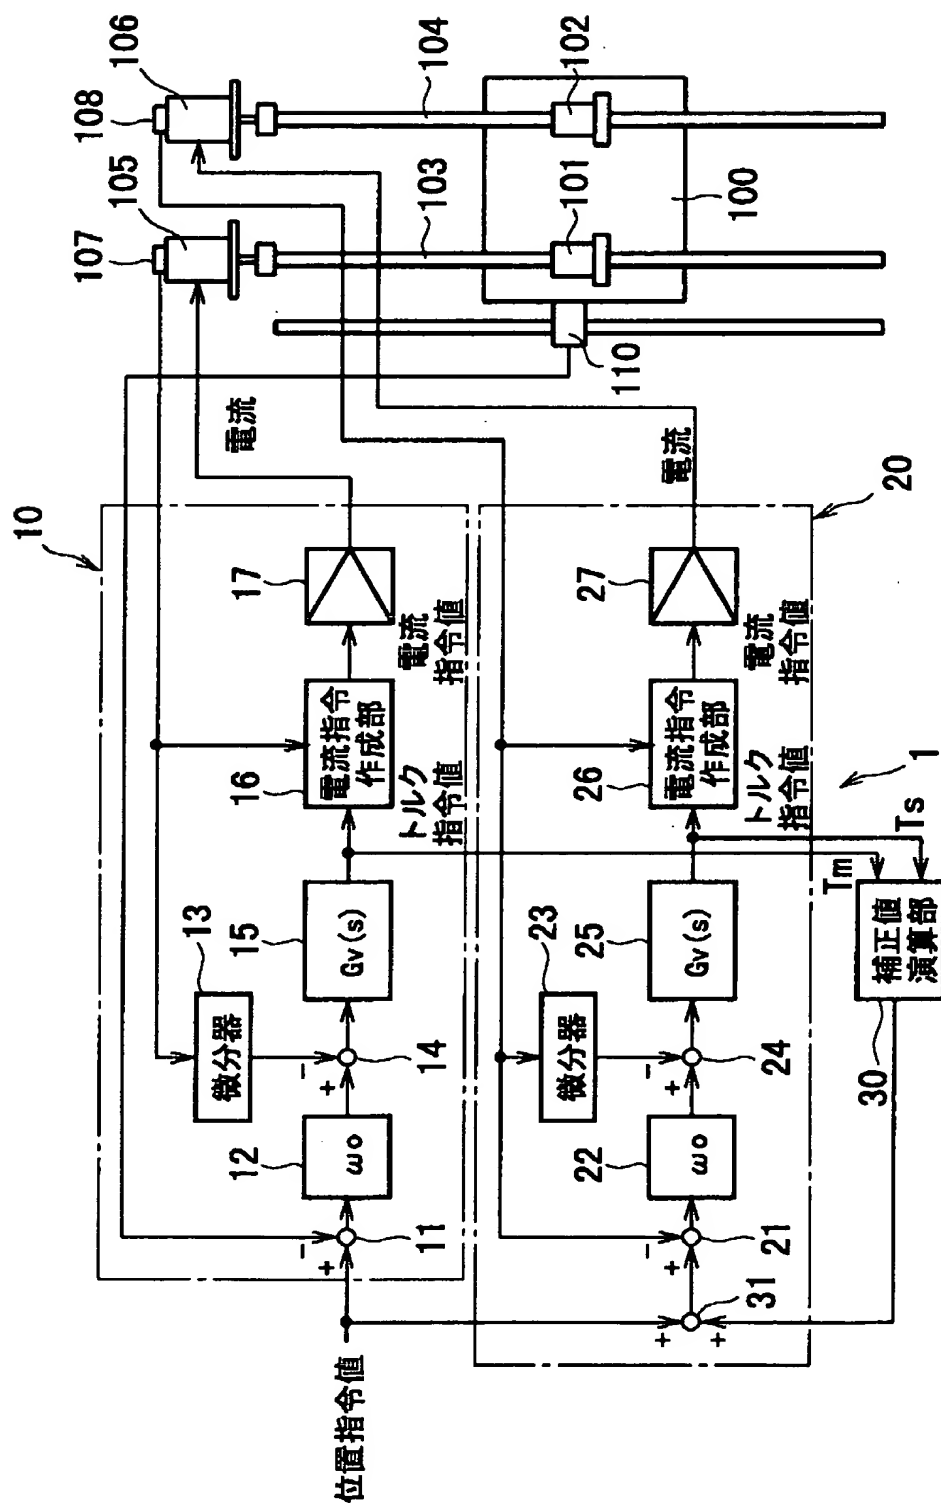 10
位置指令値
+
-
11
ωo
12
+
-
14
微分器
13
Gv(s)
15
トルク
指令値
電流指令
作成部
16
電流
指令値
17
電流
107
105
108
106
103
104
101
102
100
110
20
+
+
31
+
-
21
ωo
22
+
-
24
微分器
23
Gv(s)
25
トルク
指令値
電流指令
作成部
26
電流
指令値
27
電流
Tm
Ts
補正値
演算部
30
1